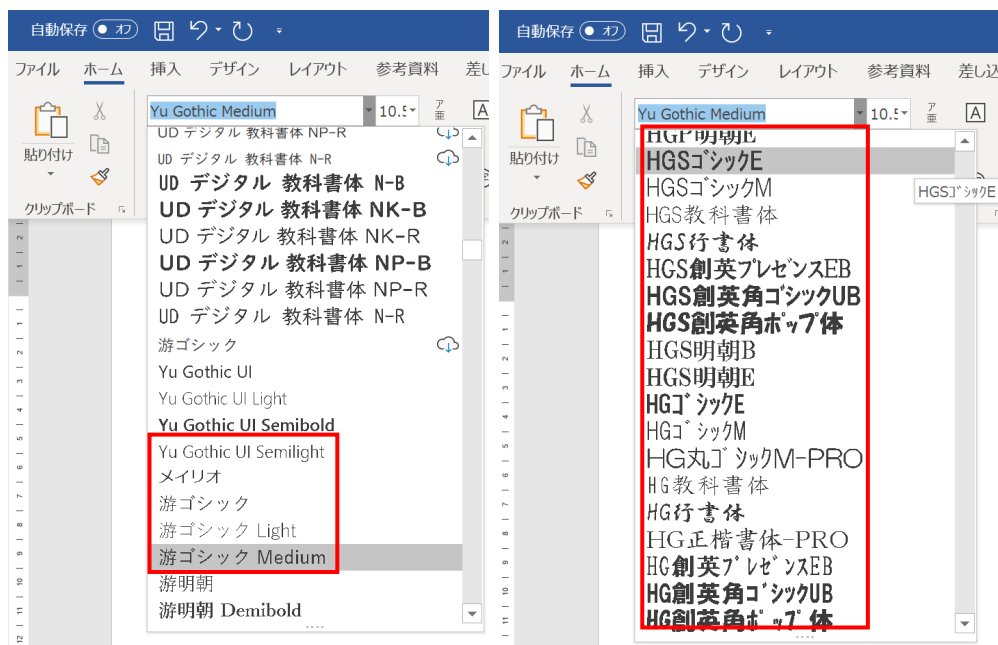 自動保存 オフ
ファイル ホーム 挿入 デザイン レイアウト 参考資料
貼り付け
クリップボード
Yu Gothic Medium 10.5
ア亜
A
UD デジタル 教科書体 NP-R
UD デジタル 教科書体 N-R
UD デジタル 教科書体 N-B
UD デジタル 教科書体 NK-B
UD デジタル 教科書体 NK-R
UD デジタル 教科書体 NP-B
UD デジタル 教科書体 NP-R
UD デジタル 教科書体 N-R
游ゴシック
Yu Gothic UI
Yu Gothic UI Light
Yu Gothic UI Semibold
Yu Gothic UI Semilight
メイリオ
游ゴシック
游ゴシック Light
游ゴシック Medium
游明朝
游明朝 Demibold
自動保存 オフ
ファイル ホーム 挿入 デザイン レイアウト 参考資料 差し込
貼り付け
クリップボード
Yu Gothic Medium 10.5
ア亜
A
HGP明朝E
HGSゴシックE
HGSゴシックM
HGS教科書体
HGS行書体
HGS創英プレゼンスEB
HGS創英角ゴシックUB
HGS創英角ポップ体
HGS明朝B
HGS明朝E
HGゴシックE
HGゴシックM
HG丸ゴシックM-PRO
HG教科書体
HG行書体
HG正楷書体-PRO
HG創英プレゼンスEB
HG創英角ゴシックUB
HG創英角ポップ体
HGSゴシックE